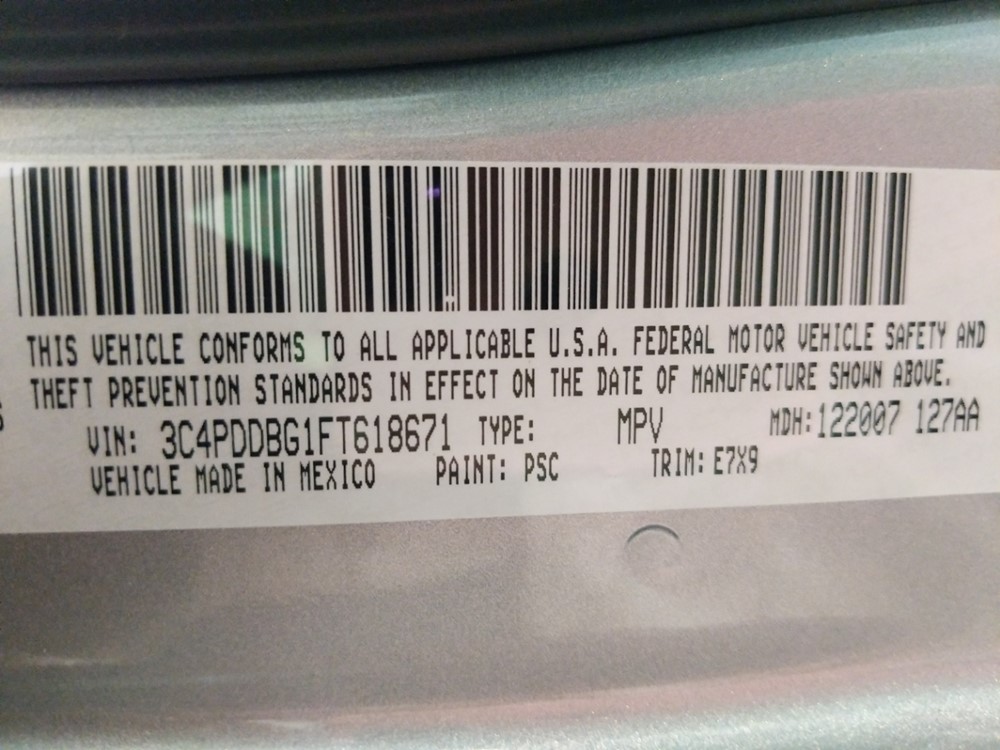 THIS VEHICLE CONFORMS TO ALL APPLICABLE U.S.A. FEDERAL MOTOR VEHICLE SAFETY AND
THEFT PREVENTION STANDARDS IN EFFECT ON THE DATE OF MANUFACTURE SHOWN ABOVE.
VIN: 3C4PDDBG1FT618671 TYPE: MPV MDH:122007 127AA
VEHICLE MADE IN MEXICO PAINT: PSC TRIM: E7X9